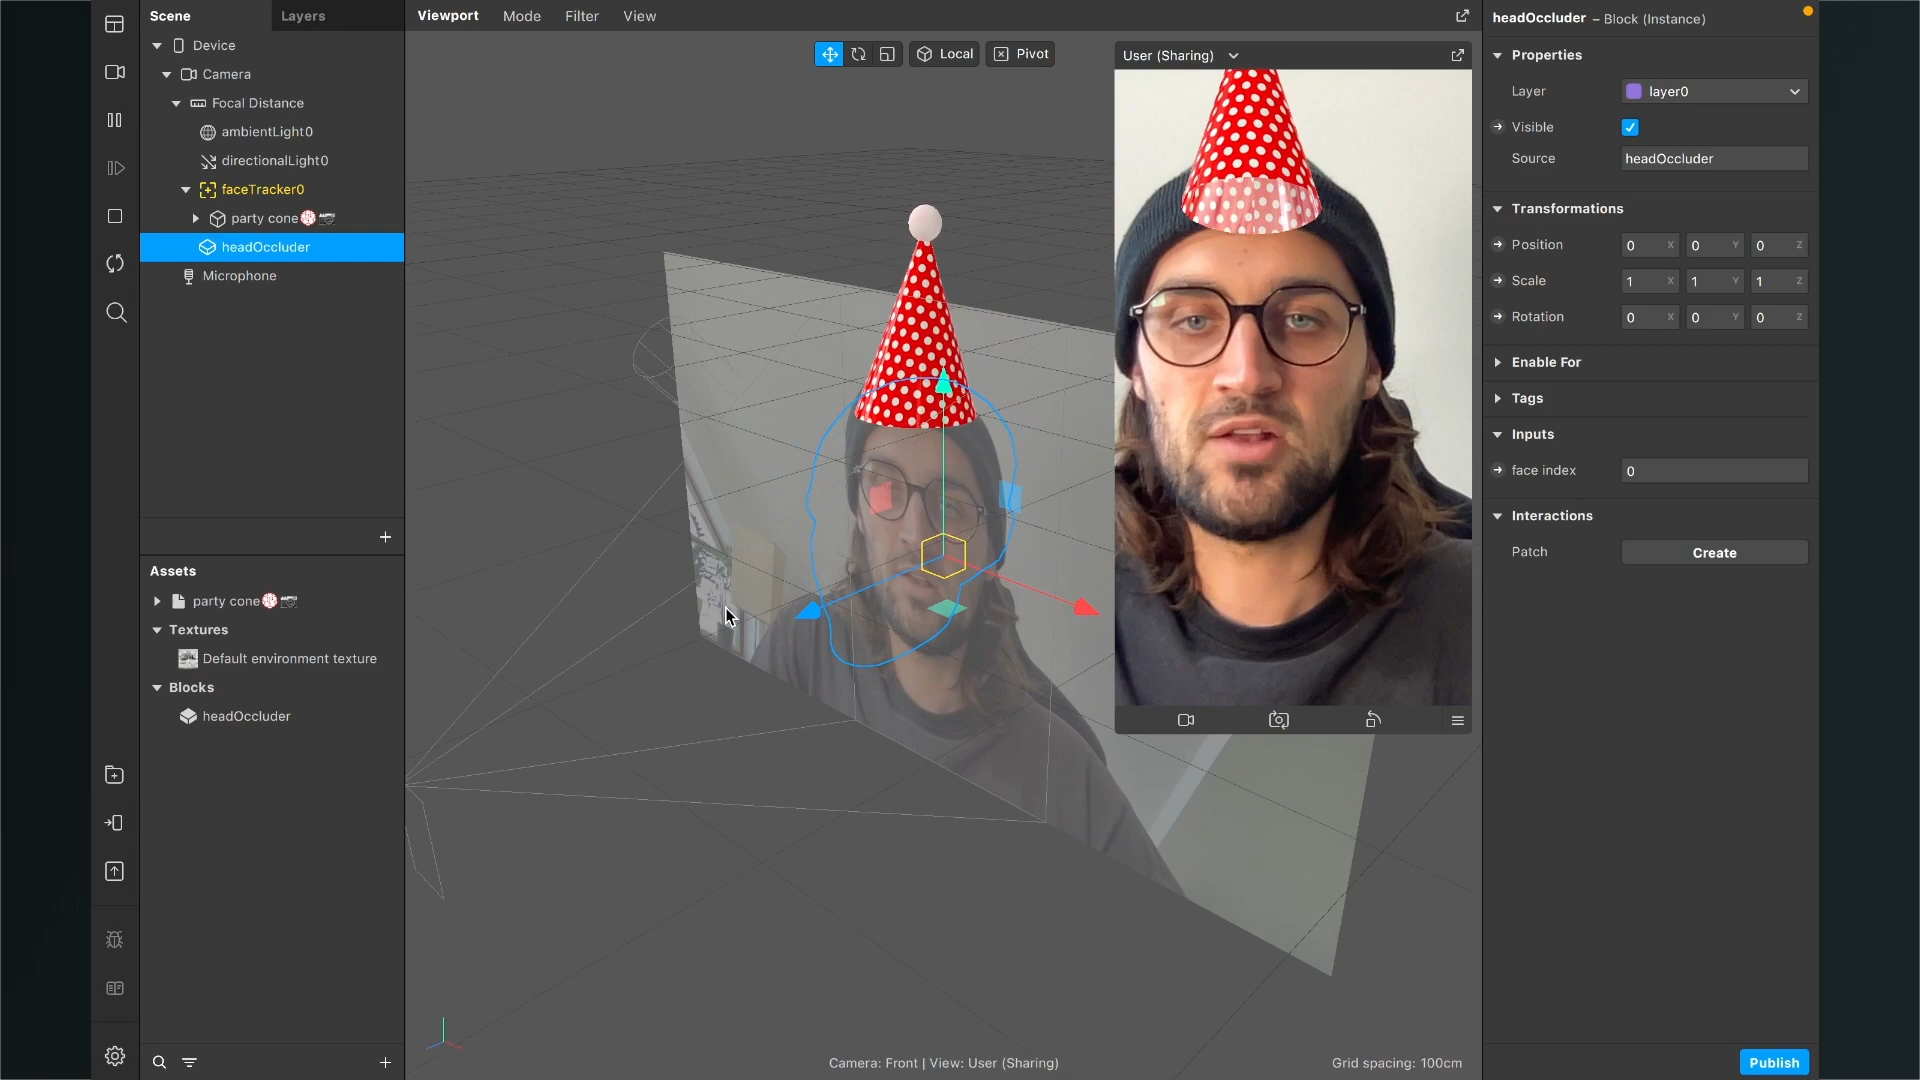 Scene
Layers
Device
Camera
Focal Distance
ambientLight0
directionalLight0
faceTracker0
party cone
headOccluder
Microphone
Assets
party cone
Textures
Default environment texture
Blocks
headOccluder
Viewport Mode Filter View
Local Pivot
User (Sharing)
Camera: Front | View: User (Sharing)
Grid spacing: 100cm
headOccluder – Block (Instance)
Properties
Layer layer0
Visible
Source headOccluder
Transformations
Position 0 X 0 Y 0 Z
Scale 1 X 1 Y 1 Z
Rotation 0 X 0 Y 0 Z
Enable For
Tags
Inputs
face index 0
Interactions
Patch Create
Publish